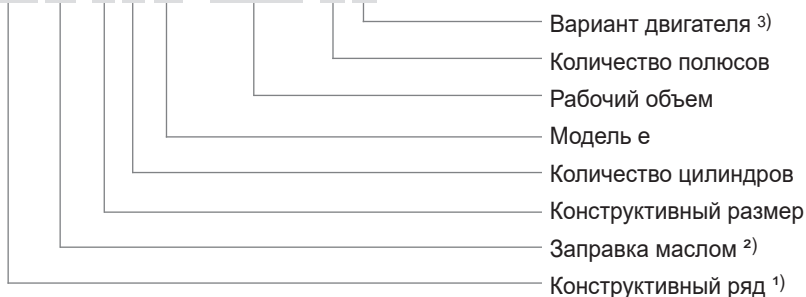 Вариант двигателя 3)
Количество полюсов
Рабочий объем
Модель e
Количество цилиндров
Конструктивный размер
Заправка маслом ²)
Конструктивный ряд ¹)